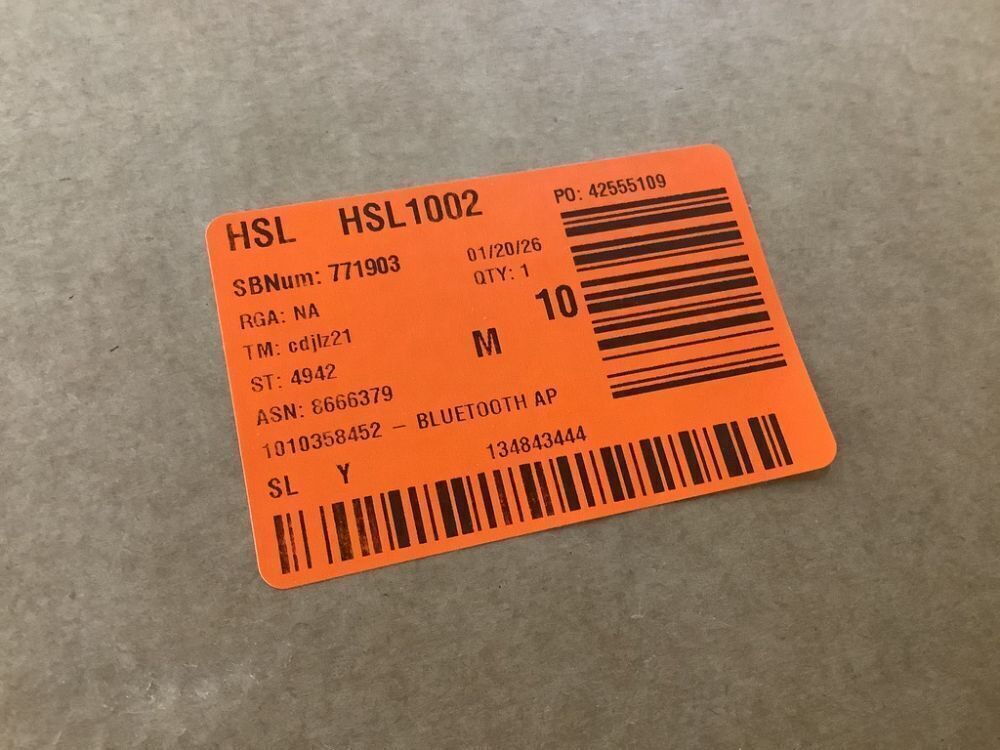 HSL HSL1002
PO: 42555109
SBNum: 771903
01/20/26
RGA: NA
QTY: 1
10
TM: cdjlz21
M
ST: 4942
ASN: 8666379
1010358452 – BLUETOOTH AP
SL Y 134843444